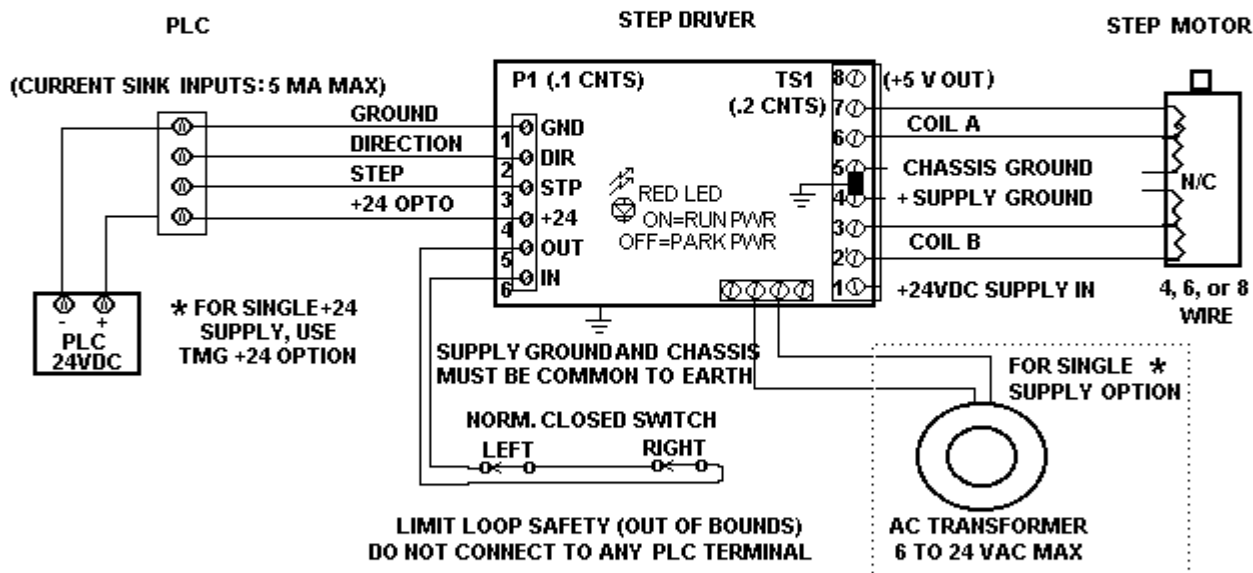 PLC
STEP DRIVER
STEP MOTOR
(CURRENT SINK INPUTS: 5 MA MAX)
P1 (.1 CNTS)
TS1
(.2 CNTS)
GROUND
DIRECTION
STEP
+24 OPTO
1
2
3
4
5
6
GND
DIR
STP
+24
OUT
IN
RED LED
ON=RUN PWR
OFF=PARK PWR
8
7
6
5
4
3
2
1
(+5 V OUT)
COIL A
CHASSIS GROUND
+ SUPPLY GROUND
COIL B
+24VDC SUPPLY IN
N/C
4, 6, or 8
WIRE
- +
PLC
24VDC
* FOR SINGLE +24
SUPPLY, USE
TMG +24 OPTION
SUPPLY GROUND AND CHASSIS
MUST BE COMMON TO EARTH
NORM. CLOSED SWITCH
LEFT
RIGHT
LIMIT LOOP SAFETY (OUT OF BOUNDS)
DO NOT CONNECT TO ANY PLC TERMINAL
FOR SINGLE *
SUPPLY OPTION
AC TRANSFORMER
6 TO 24 VAC MAX